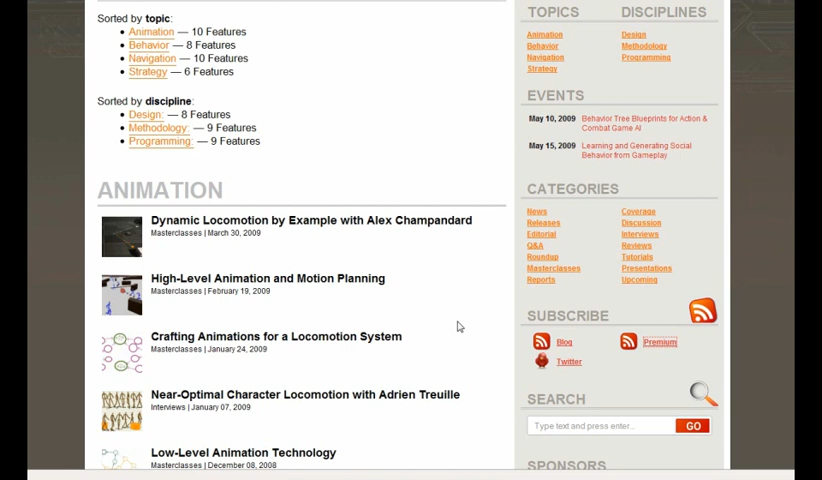 Sorted by topic:
Animation — 10 Features
Behavior — 8 Features
Navigation — 10 Features
Strategy — 6 Features
Sorted by discipline:
Design: — 8 Features
Methodology: — 9 Features
Programming: — 9 Features
ANIMATION
Dynamic Locomotion by Example with Alex Champandard
Masterclasses | March 30, 2009
High-Level Animation and Motion Planning
Masterclasses | February 19, 2009
Crafting Animations for a Locomotion System
Masterclasses | January 24, 2009
Near-Optimal Character Locomotion with Adrien Treuille
Interviews | January 07, 2009
Low-Level Animation Technology
Masterclasses | December 08, 2008
TOPICS DISCIPLINES
Animation Design
Behavior Methodology
Navigation Programming
Strategy
EVENTS
May 10, 2009 Behavior Tree Blueprints for Action &
Combat Game AI
May 15, 2009 Learning and Generating Social
Behavior from Gameplay
CATEGORIES
News Coverage
Releases Discussion
Editorial Interviews
Q&A Reviews
Roundup Tutorials
Masterclasses Presentations
Reports Upcoming
SUBSCRIBE
Blog Premium
Twitter
SEARCH
Type text and press enter... GO
SPONSORS